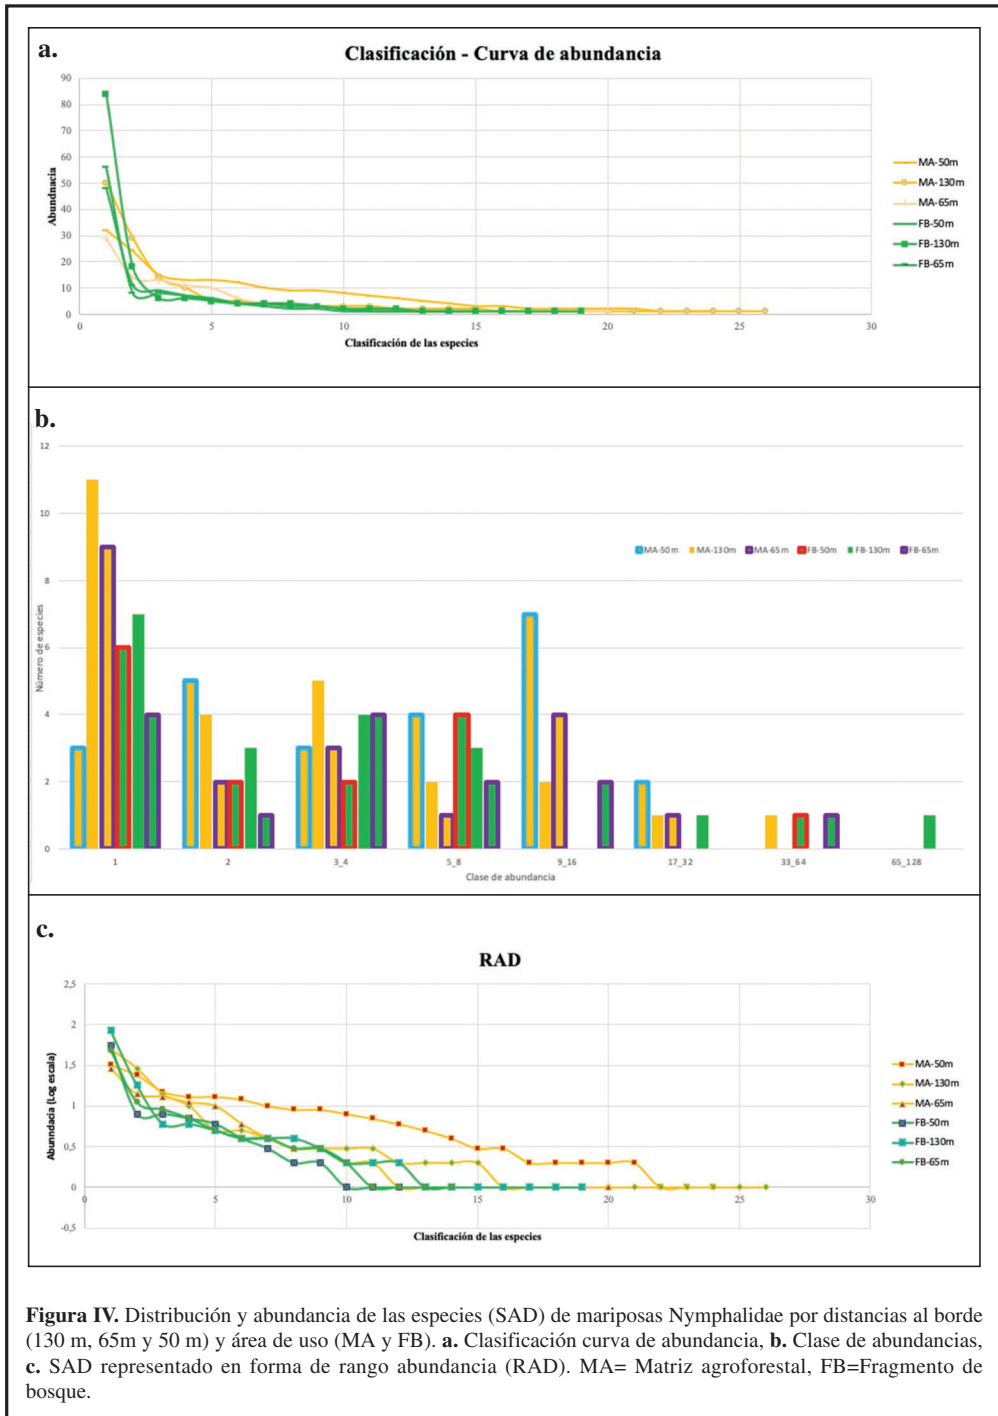 a.
Clasificación - Curva de abundancia
Abundnacia
90
80
70
60
50
40
30
20
10
0
0 5 10 15 20 25 30
Clasificación de las especies
MA-50m
MA-130m
MA-65m
FB-50m
FB-130m
FB-65m
b.
Número de especies
12
10
8
6
4
2
0
MA-50m MA-130m MA-65m FB-50m FB-130m FB-65m
1 2 3_4 5_8 9_16 17_32 33_64 65_128
Clase de abundancia
c.
RAD
Abunndacia (Log escala)
2,5
2
1,5
1
0,5
0
-0,5
0 5 10 15 20 25 30
Clasificación de las especies
MA-50m
MA-130m
MA-65m
FB-50m
FB-130m
FB-65m
Figura IV. Distribución y abundancia de las especies (SAD) de mariposas Nymphalidae por distancias al borde
(130 m, 65m y 50 m) y área de uso (MA y FB). a. Clasificación curva de abundancia, b. Clase de abundancias,
c. SAD representado en forma de rango abundancia (RAD). MA= Matriz agroforestal, FB=Fragmento de
bosque.